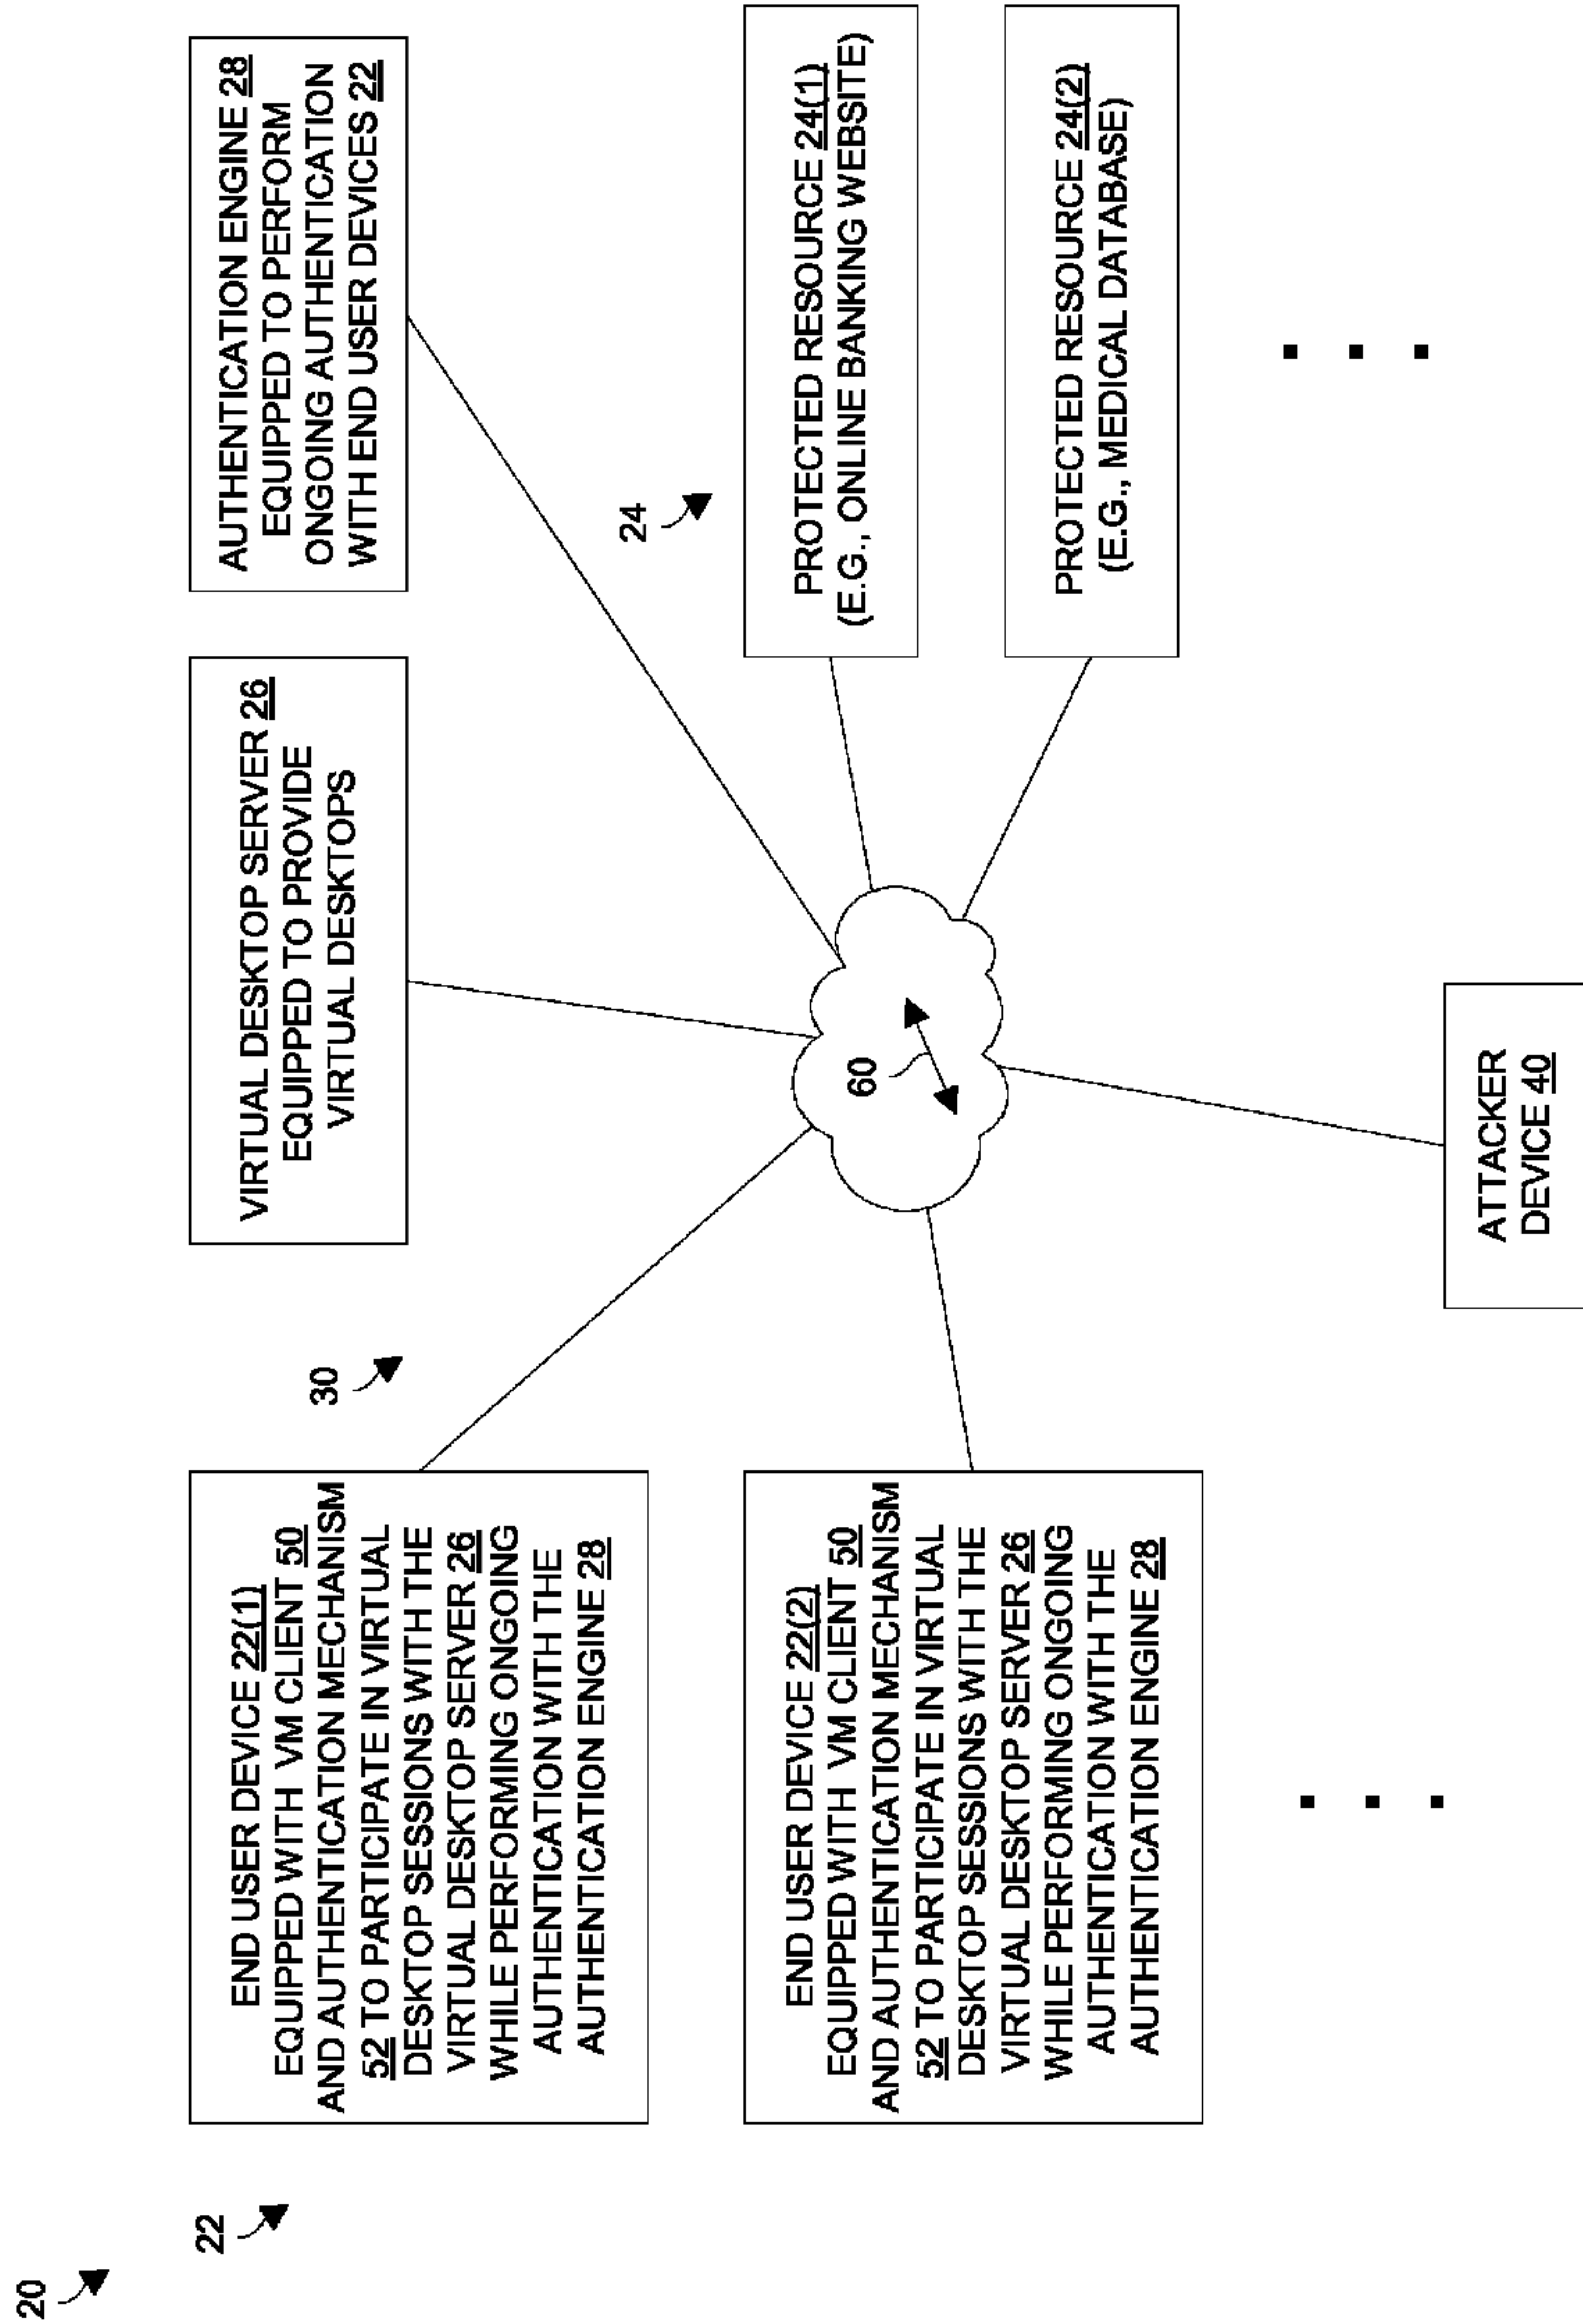 20
22
END USER DEVICE 22(1)
EQUIPPED WITH VM CLIENT 50
AND AUTHENTICATION MECHANISM
52 TO PARTICIPATE IN VIRTUAL
DESKTOP SESSIONS WITH THE
VIRTUAL DESKTOP SERVER 26
WHILE PERFORMING ONGOING
AUTHENTICATION WITH THE
AUTHENTICATION ENGINE 28
30
VIRTUAL DESKTOP SERVER 26
EQUIPPED TO PROVIDE
VIRTUAL DESKTOPS
AUTHENTICATION ENGINE 28
EQUIPPED TO PERFORM
ONGOING AUTHENTICATION
WITH END USER DEVICES 22
END USER DEVICE 22(2)
EQUIPPED WITH VM CLIENT 50
AND AUTHENTICATION MECHANISM
52 TO PARTICIPATE IN VIRTUAL
DESKTOP SESSIONS WITH THE
VIRTUAL DESKTOP SERVER 26
WHILE PERFORMING ONGOING
AUTHENTICATION WITH THE
AUTHENTICATION ENGINE 28
60
24
PROTECTED RESOURCE 24(1)
(E.G., ONLINE BANKING WEBSITE)
PROTECTED RESOURCE 24(2)
(E.G., MEDICAL DATABASE)
ATTACKER
DEVICE 40